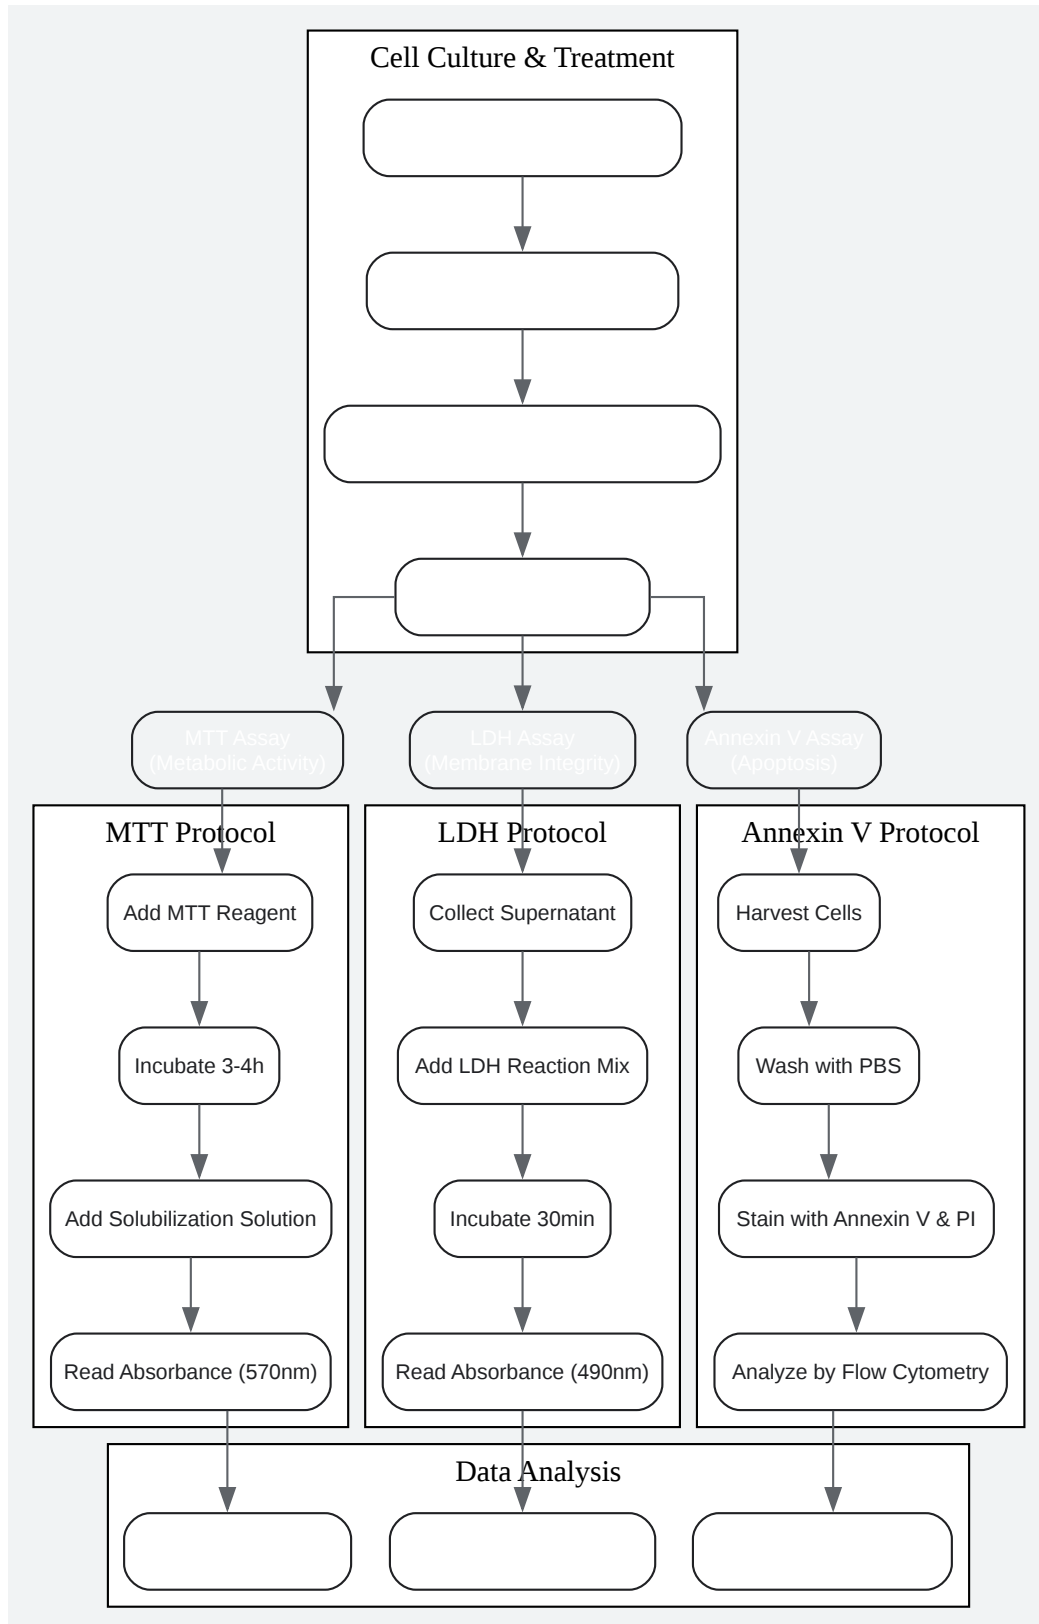 Cell Culture & Treatment
MTT Assay
(Metabolic Activity)
LDH Assay
(Membrane Integrity)
Annexin V Assay
(Apoptosis)
MTT Protocol
Add MTT Reagent
Incubate 3-4h
Add Solubilization Solution
Read Absorbance (570nm)
LDH Protocol
Collect Supernatant
Add LDH Reaction Mix
Incubate 30min
Read Absorbance (490nm)
Annexin V Protocol
Harvest Cells
Wash with PBS
Stain with Annexin V & PI
Analyze by Flow Cytometry
Data Analysis